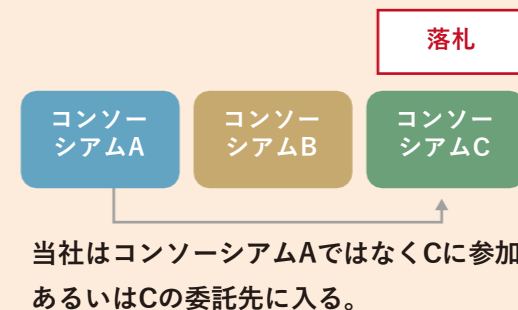 落札
コンソー
シアムA
コンソー
シアムB
コンソー
シアムC
当社はコンソーシアムAではなくCに参加
あるいはCの委託先に入る。